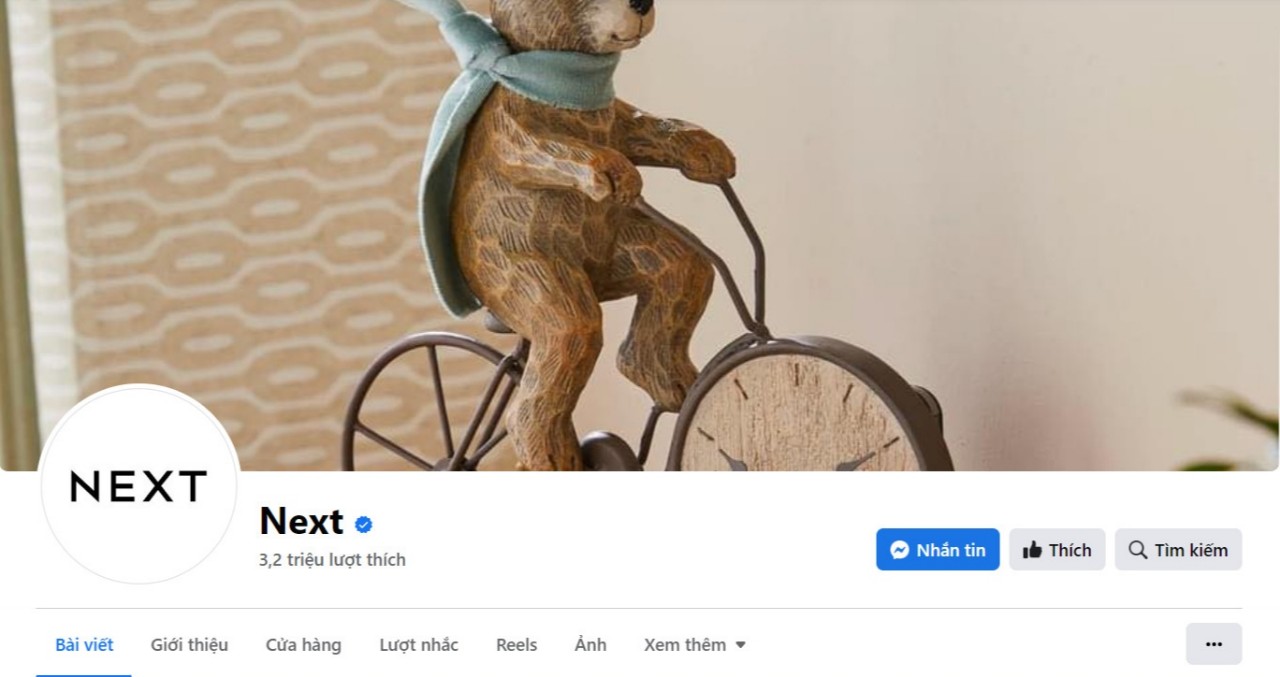 NEXT
Next
3,2 triệu lượt thích
Nhắn tin
Thích
Tìm kiếm
Bài viết
Giới thiệu
Cửa hàng
Lượt nhắc
Reels
Ảnh
Xem thêm